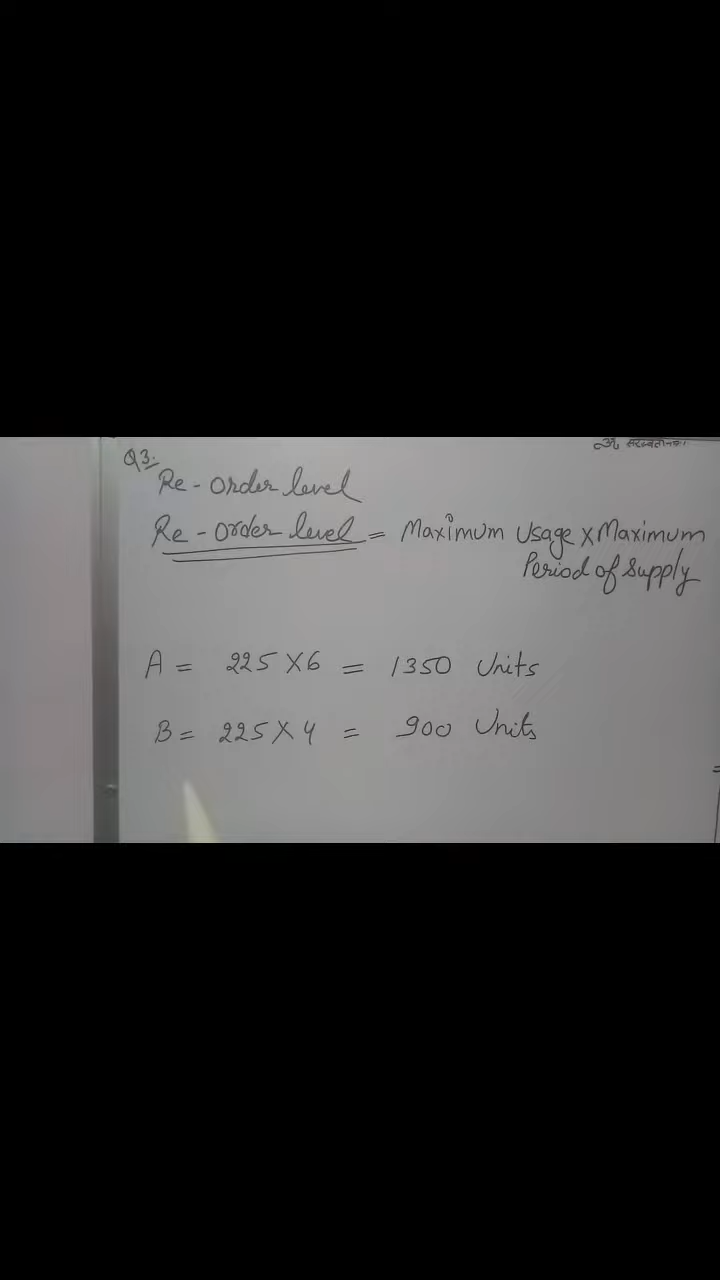 Q3:
Re-order level
Re-order level = Maximum Usage X Maximum
Period of Supply
A = 225 X 6 = 1350 Units
B = 225 X 4 = 900 Units
=